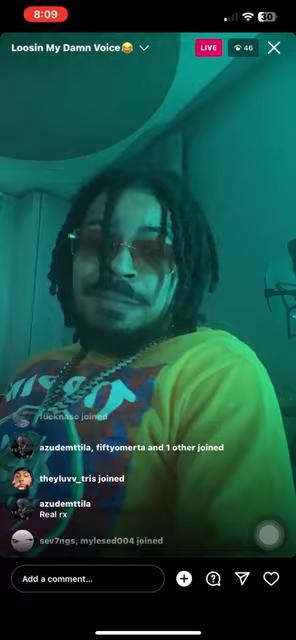 8:09
30
Loosin My Damn Voice😂
LIVE
46
rucknaso joined
azudemttila, fiftyomerta and 1 other joined
theyluvv_tris joined
azudemttila
Real rx
sev7ngs, mylesed004 joined
Add a comment...